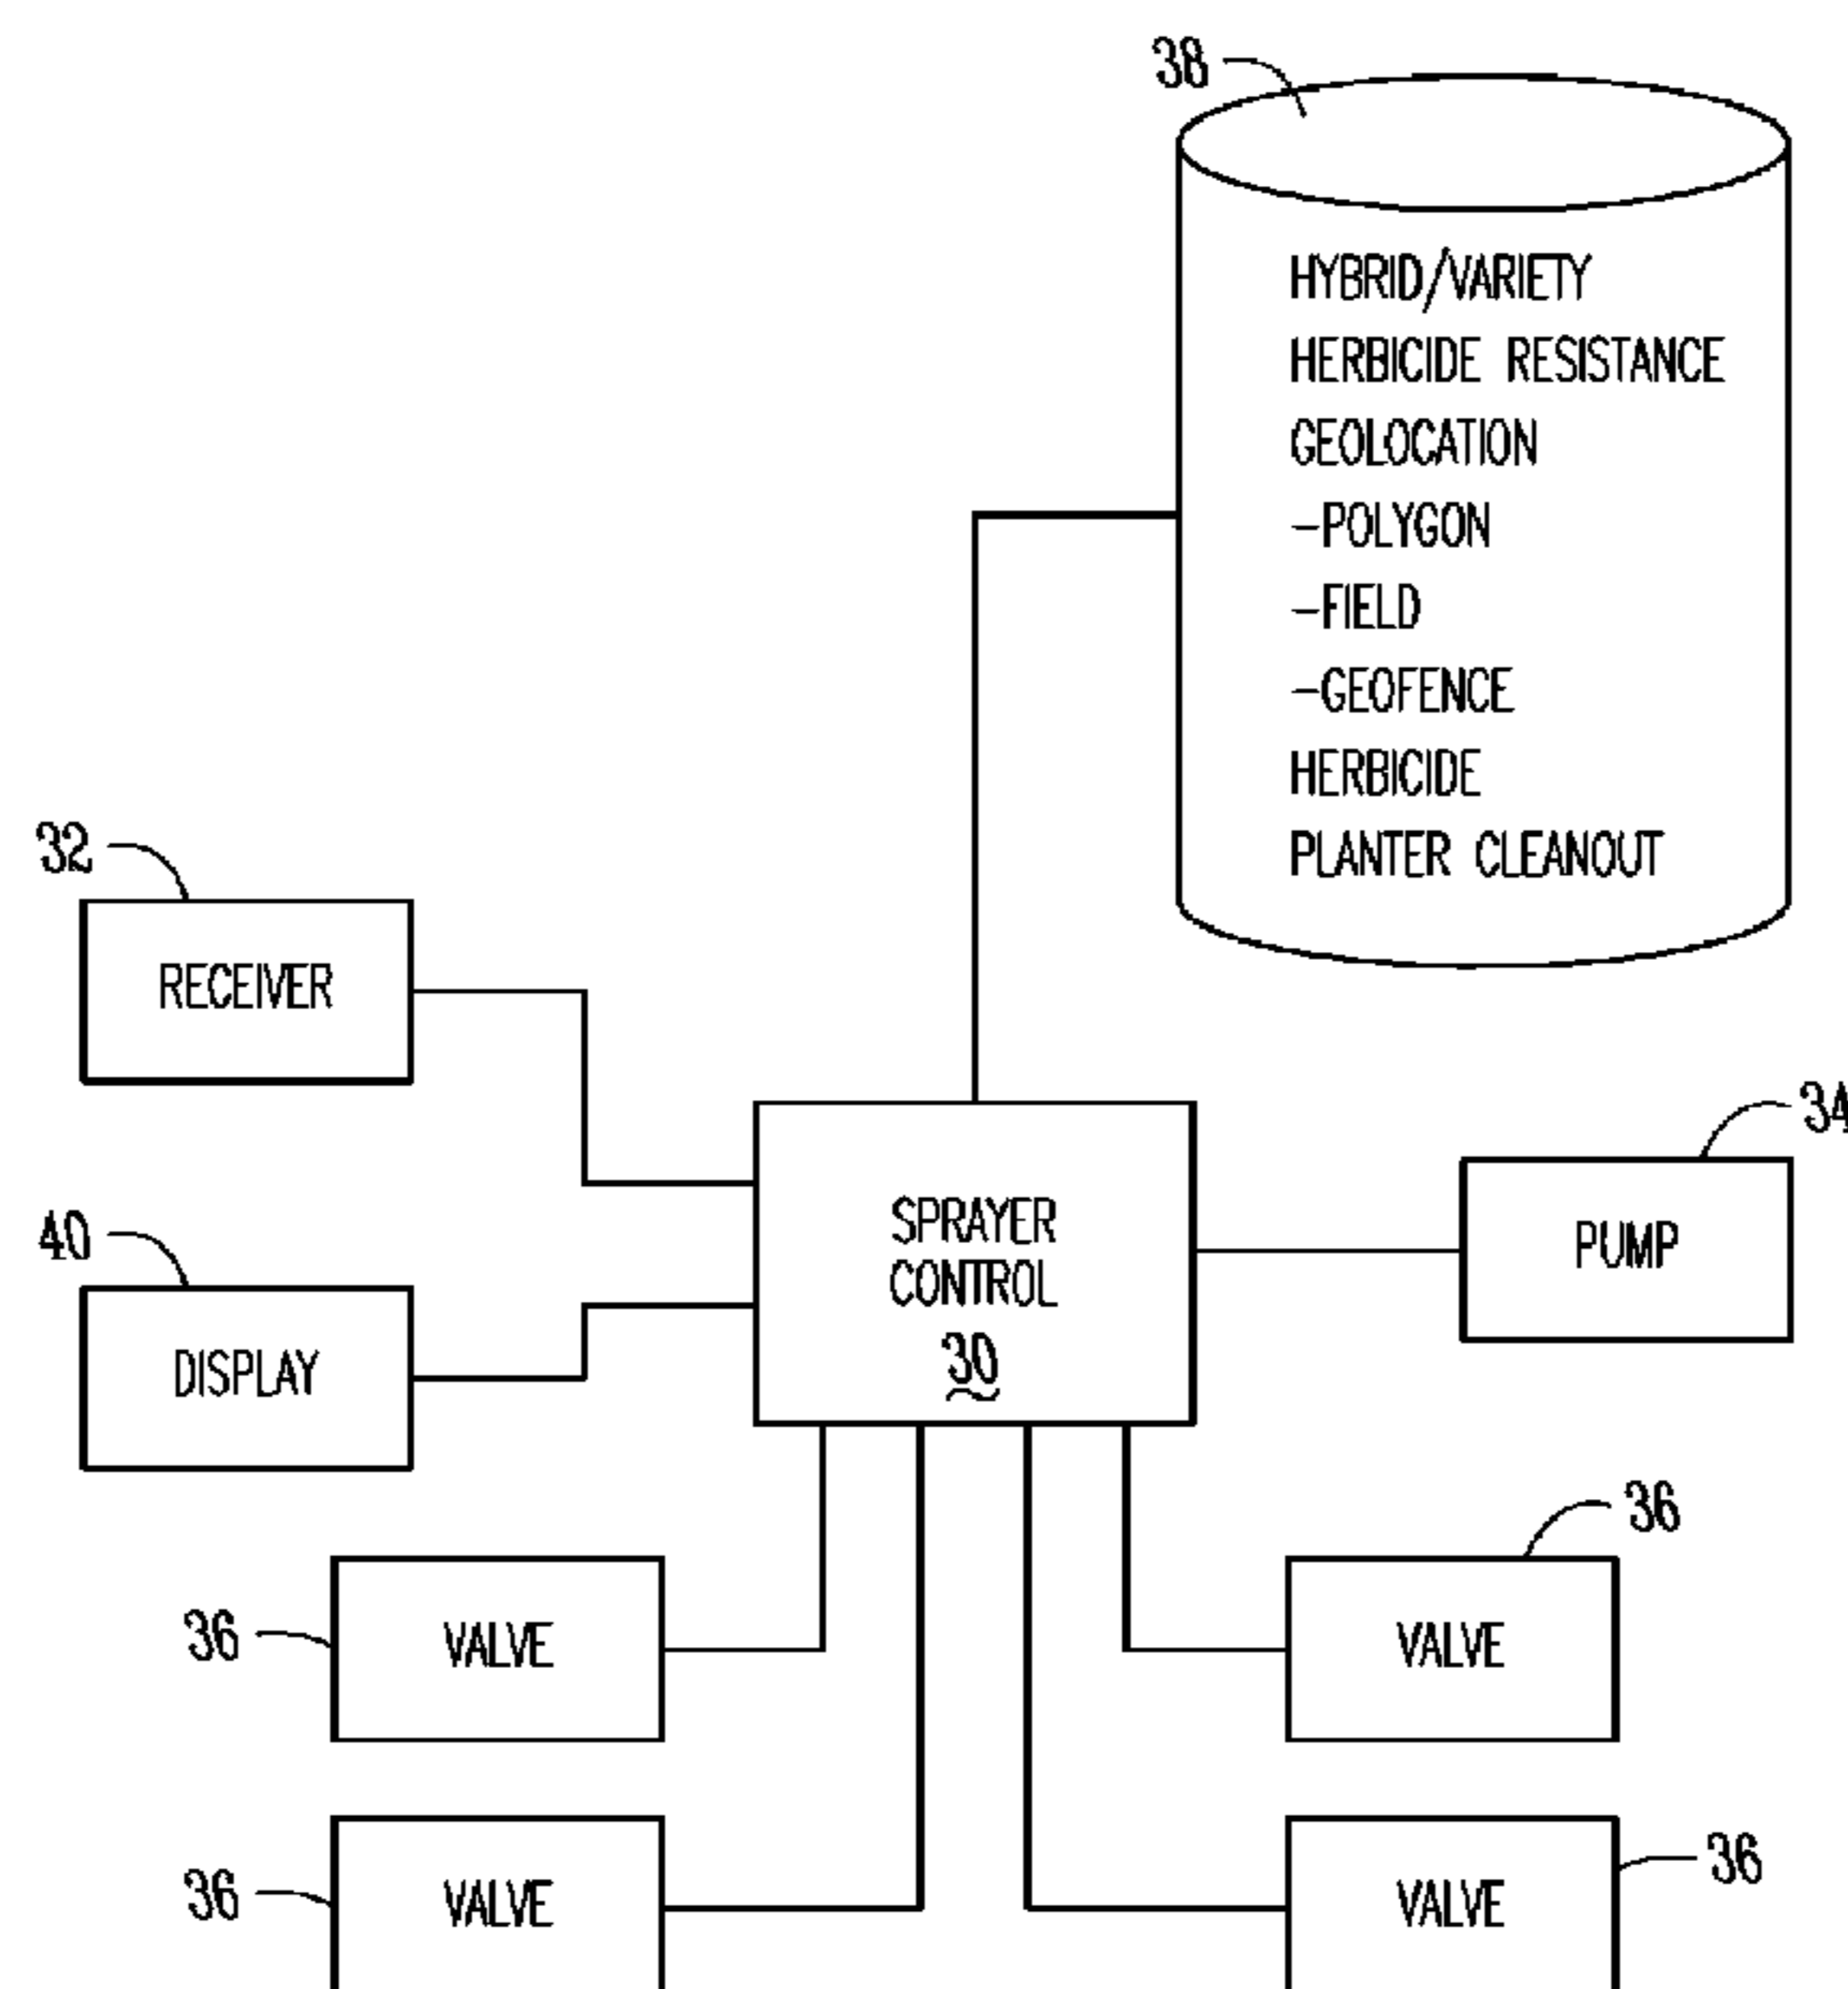 38
HYBRID/VARIETY
HERBICIDE RESISTANCE
GEOLOCATION
-POLYGON
-FIELD
-GEOFENCE
HERBICIDE
PLANTER CLEANOUT
32
RECEIVER
34
40
SPRAYER
CONTROL
30
PUMP
DISPLAY
36
36
VALVE
VALVE
36
36
VALVE
VALVE